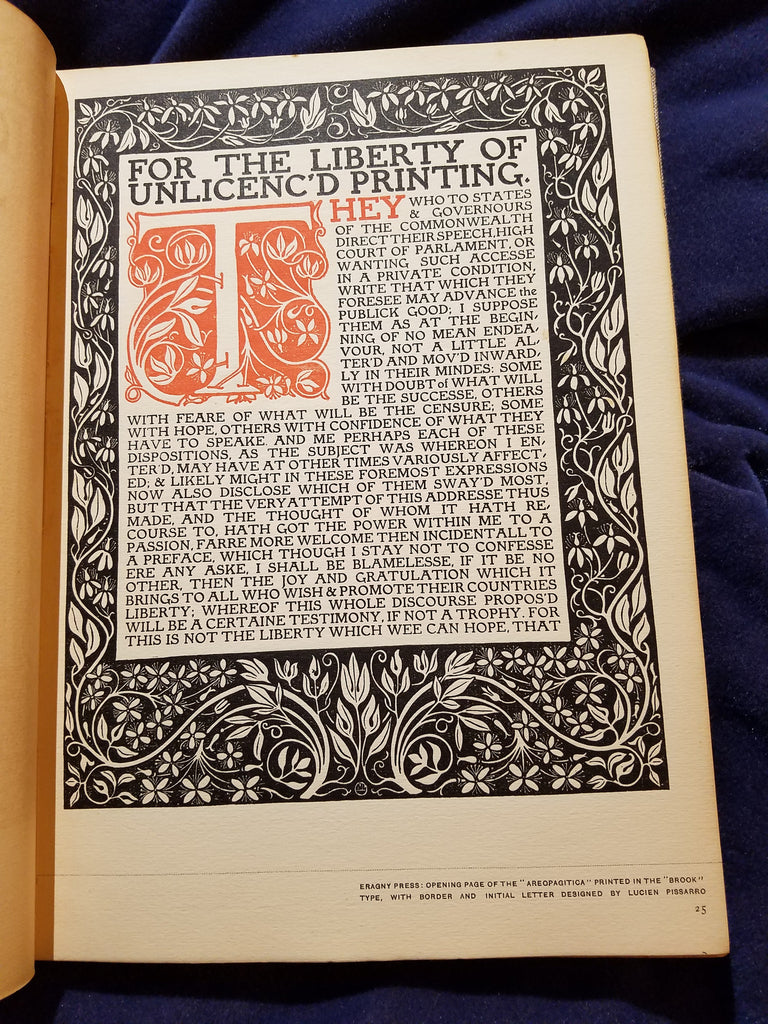 FOR THE LIBERTY OF
UNLICENC'D PRINTING.
THEY WHO TO STATES
& GOVERNOURS
OF THE COMMONWEALTH
DIRECT THEIR SPEECH, HIGH
COURT OF PARLAMENT, OR
WANTING SUCH ACCESSE
IN A PRIVATE CONDITION,
WRITE THAT WHICH THEY
FORESEE MAY ADVANCE the
PUBLICK GOOD; I SUPPOSE
THEM AS AT THE BEGIN-
NING OF NO MEAN ENDEA-
VOUR, NOT A LITTLE AL-
TER'D AND MOV'D INWARD-
LY IN THEIR MINDES: SOME
WITH DOUBT of WHAT WILL
BE THE SUCCESSE, OTHERS
WITH FEARE OF WHAT WILL BE THE CENSURE; SOME
WITH HOPE, OTHERS WITH CONFIDENCE OF WHAT THEY
HAVE TO SPEAKE. AND ME PERHAPS EACH OF THESE
DISPOSITIONS, AS THE SUBJECT WAS WHEREON I EN-
TER'D, MAY HAVE AT OTHER TIMES VARIOUSLY AFFECT-
ED; & LIKELY MIGHT IN THESE FOREMOST EXPRESSIONS
NOW ALSO DISCLOSE WHICH OF THEM SWAY'D MOST,
BUT THAT THE VERY ATTEMPT OF THIS ADDRESSE THUS
MADE, AND THE THOUGHT OF WHOM IT HATH RE-
COURSE TO, HATH GOT THE POWER WITHIN ME TO A
PASSION, FARRE MORE WELCOME THEN INCIDENTALL TO
A PREFACE, WHICH THOUGH I STAY NOT TO CONFESSE
ERE ANY ASKE, I SHALL BE BLAMELESSE, IF IT BE NO
OTHER, THEN THE JOY AND GRATULATION WHICH IT
BRINGS TO ALL WHO WISH & PROMOTE THEIR COUNTRIES
LIBERTY; WHEREOF THIS WHOLE DISCOURSE PROPOS'D
WILL BE A CERTAINE TESTIMONY, IF NOT A TROPHY. FOR
THIS IS NOT THE LIBERTY WHICH WEE CAN HOPE, THAT
ERAGNY PRESS: OPENING PAGE OF THE "AREOPAGITICA" PRINTED IN THE "BROOK"
TYPE, WITH BORDER AND INITIAL LETTER DESIGNED BY LUCIEN PISSARRO
25